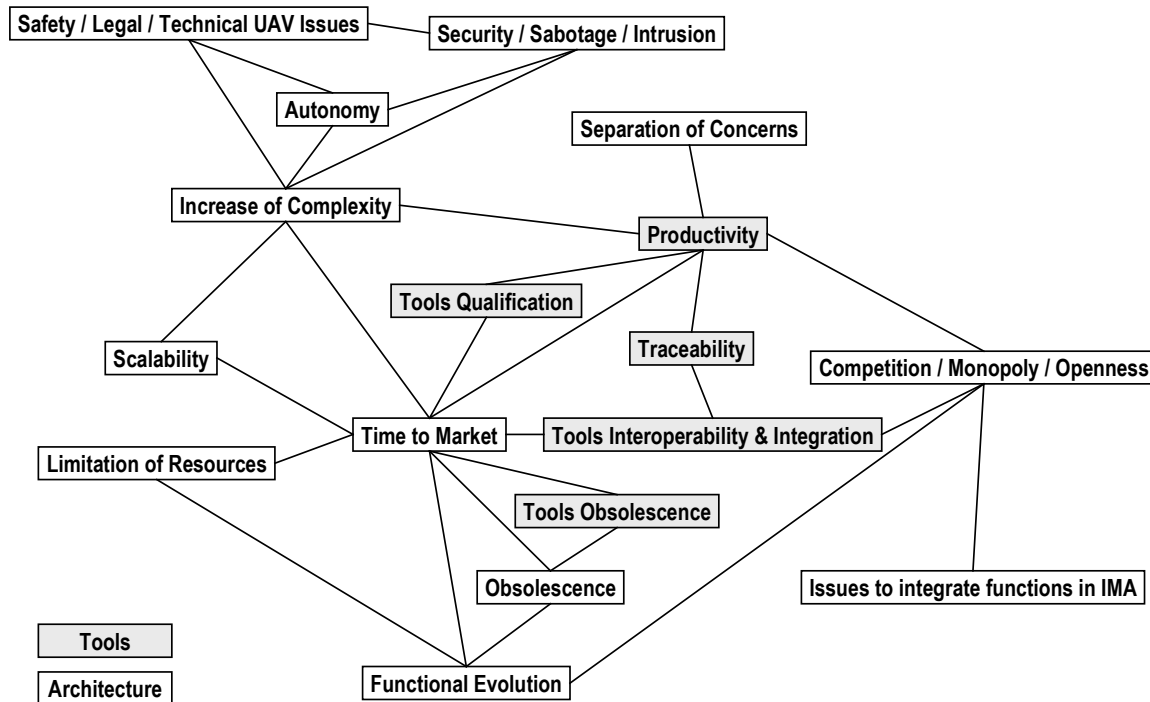 Safety / Legal / Technical UAV Issues
Security / Sabotage / Intrusion
Autonomy
Separation of Concerns
Increase of Complexity
Productivity
Tools Qualification
Scalability
Traceability
Competition / Monopoly / Openness
Time to Market
Tools Interoperability & Integration
Limitation of Resources
Tools Obsolescence
Obsolescence
Issues to integrate functions in IMA
Tools
Functional Evolution
Architecture